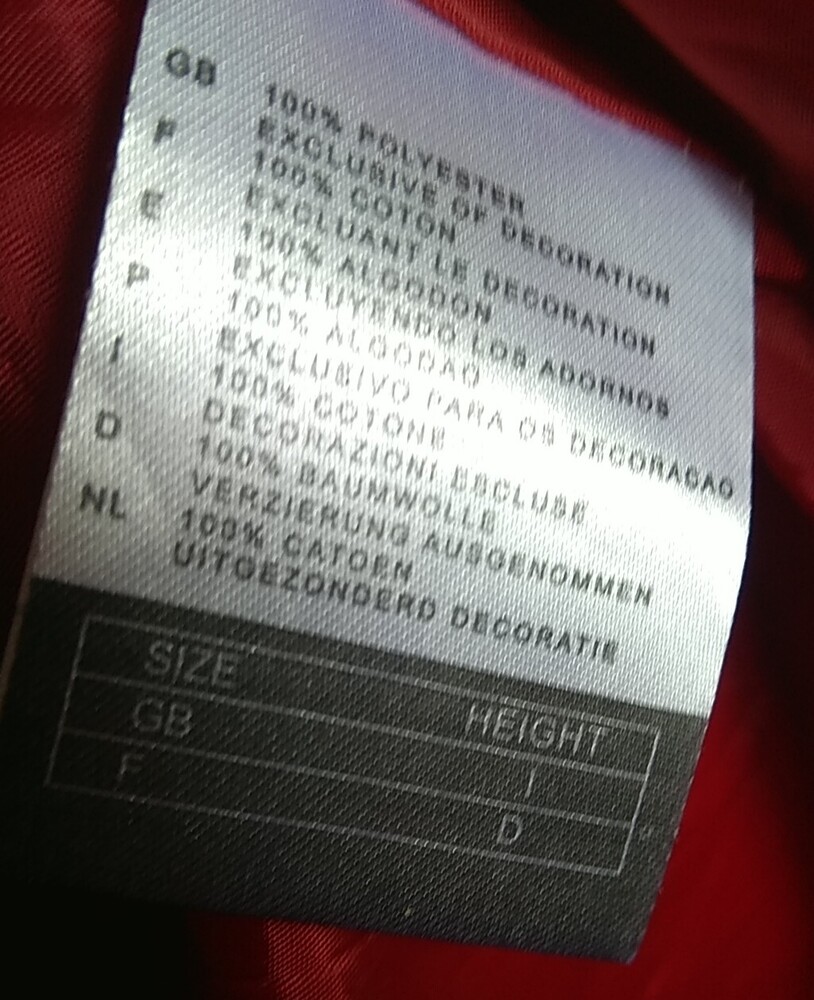 GB 100% POLYESTER
EXCLUSIVE OF DECORATION
F 100% COTON
EXCLUANT LE DECORATION
E 100% ALGODON
EXCLUYENDO LOS ADORNOS
P 100% ALGODAO
EXCLUSIVO PARA OS DECORACAO
I 100% COTONE
DECORAZIONI ESCLUSE
D 100% BAUMWOLLE
VERZIERUNG AUSGENOMMEN
NL 100% CATOEN
UITGEZONDERD DECORATIE
SIZE HEIGHT
GB I
F D